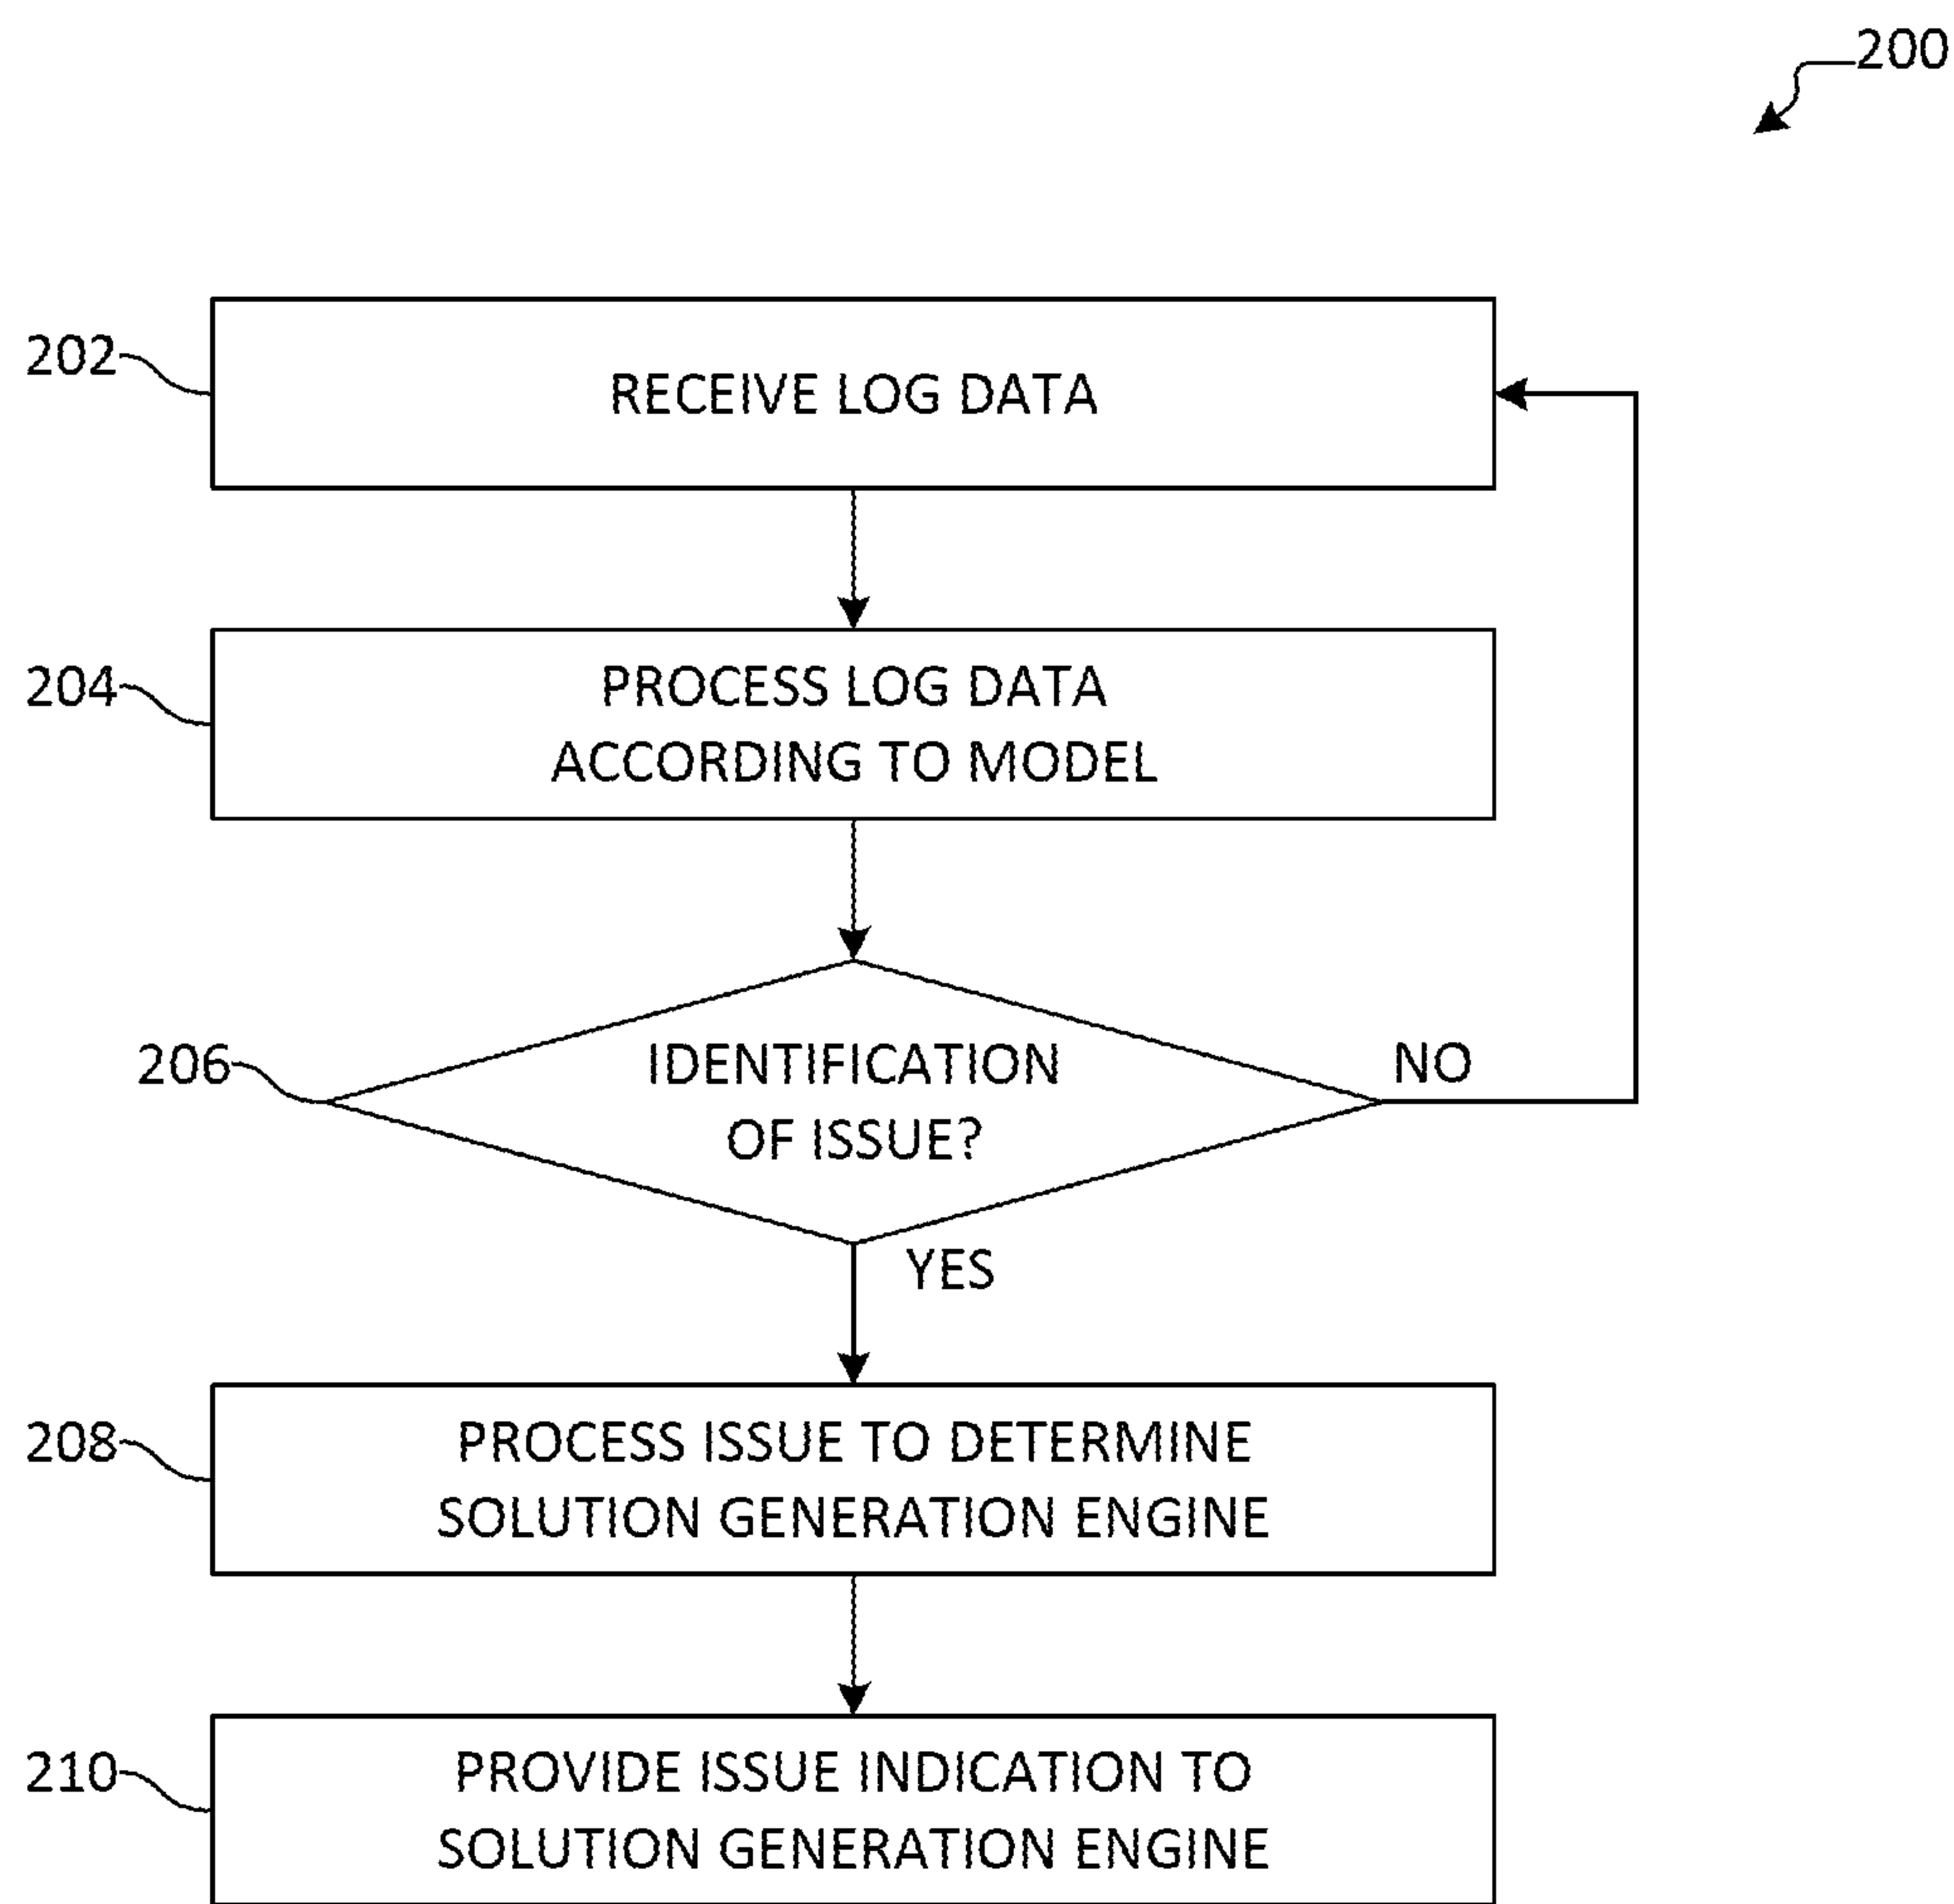 200
202
RECEIVE LOG DATA
204
PROCESS LOG DATA
ACCORDING TO MODEL
206
IDENTIFICATION
OF ISSUE?
NO
YES
208
PROCESS ISSUE TO DETERMINE
SOLUTION GENERATION ENGINE
210
PROVIDE ISSUE INDICATION TO
SOLUTION GENERATION ENGINE